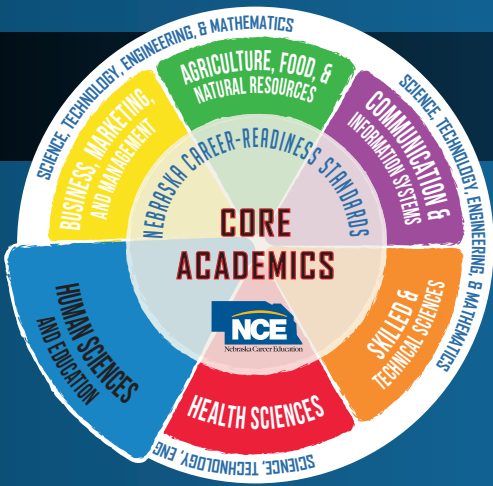 SCIENCE, TECHNOLOGY, ENGINEERING, & MATHEMATICS
AGRICULTURE, FOOD, &
NATURAL RESOURCES
BUSINESS, MARKETING,
AND MANAGEMENT
COMMUNICATION &
INFORMATION SYSTEMS
SCIENCE, TECHNOLOGY, ENGINEERING, & MATHEMATICS
NEBRASKA CAREER-READINESS STANDARDS
CORE
ACADEMICS
NCE
Nebraska Career Education
HUMAN SCIENCES
AND EDUCATION
SKILLED &
TECHNICAL SCIENCES
HEALTH SCIENCES
SCIENCE, TECHNOLOGY, ENG